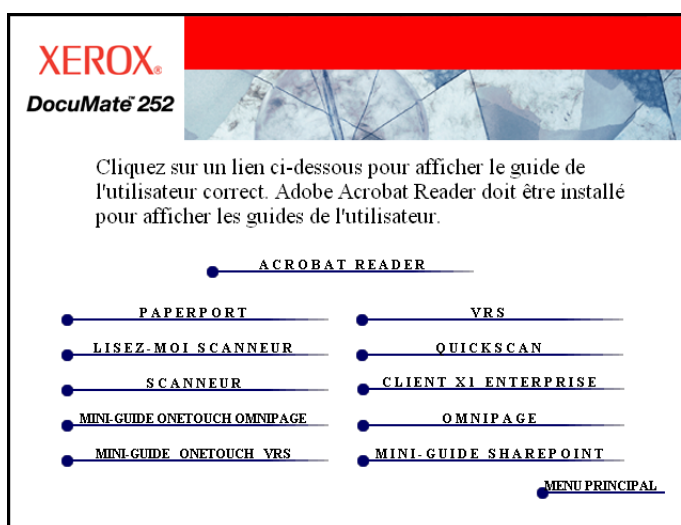 XEROX®
DocuMate™ 252
Cliquez sur un lien ci-dessous pour afficher le guide de
l'utilisateur correct. Adobe Acrobat Reader doit être installé
pour afficher les guides de l'utilisateur.
ACROBAT READER
PAPERPORT
VRS
LISEZ-MOI SCANNEUR
QUICKSCAN
SCANNEUR
CLIENT X1 ENTERPRISE
MINI-GUIDE ONETOUCH OMNIPAGE
OMNIPAGE
MINI-GUIDE ONETOUCH VRS
MINI-GUIDE SHAREPOINT
MENU PRINCIPAL